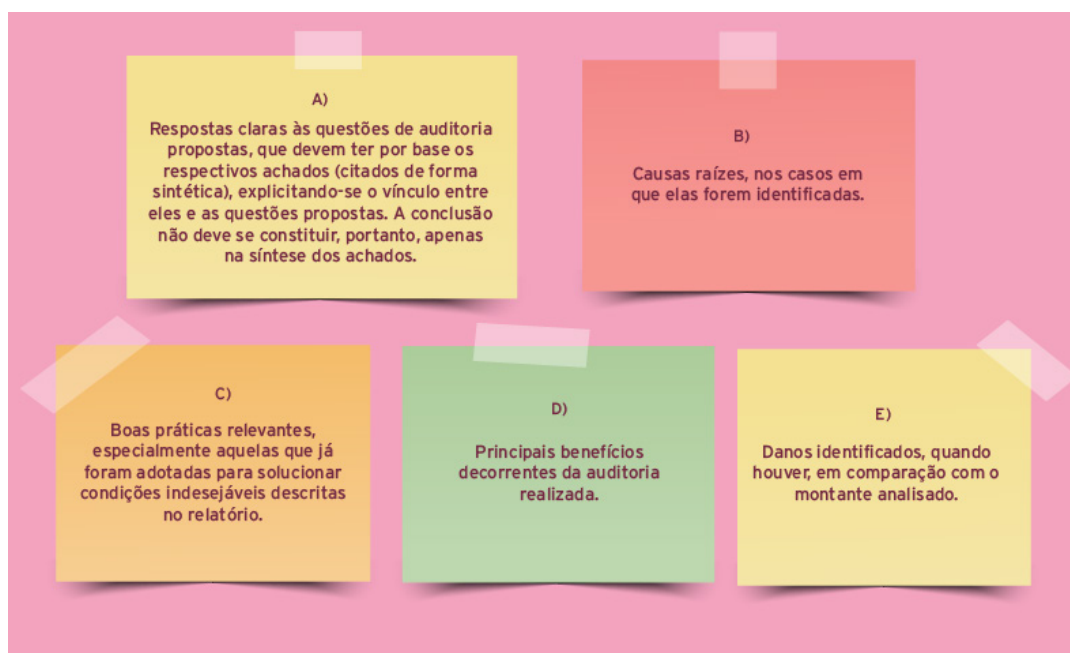 A)
Respostas claras às questões de auditoria
propostas, que devem ter por base os
respectivos achados (citados de forma
sintética), explicitando-se o vínculo entre
eles e as questões propostas. A conclusão
não deve se constituir, portanto, apenas
na síntese dos achados.
B)
Causas raízes, nos casos em
que elas forem identificadas.
C)
Boas práticas relevantes,
especialmente aquelas que já
foram adotadas para solucionar
condições indesejáveis descritas
no relatório.
D)
Principais benefícios
decorrentes da auditoria
realizada.
E)
Danos identificados, quando
houver, em comparação com o
montante analisado.